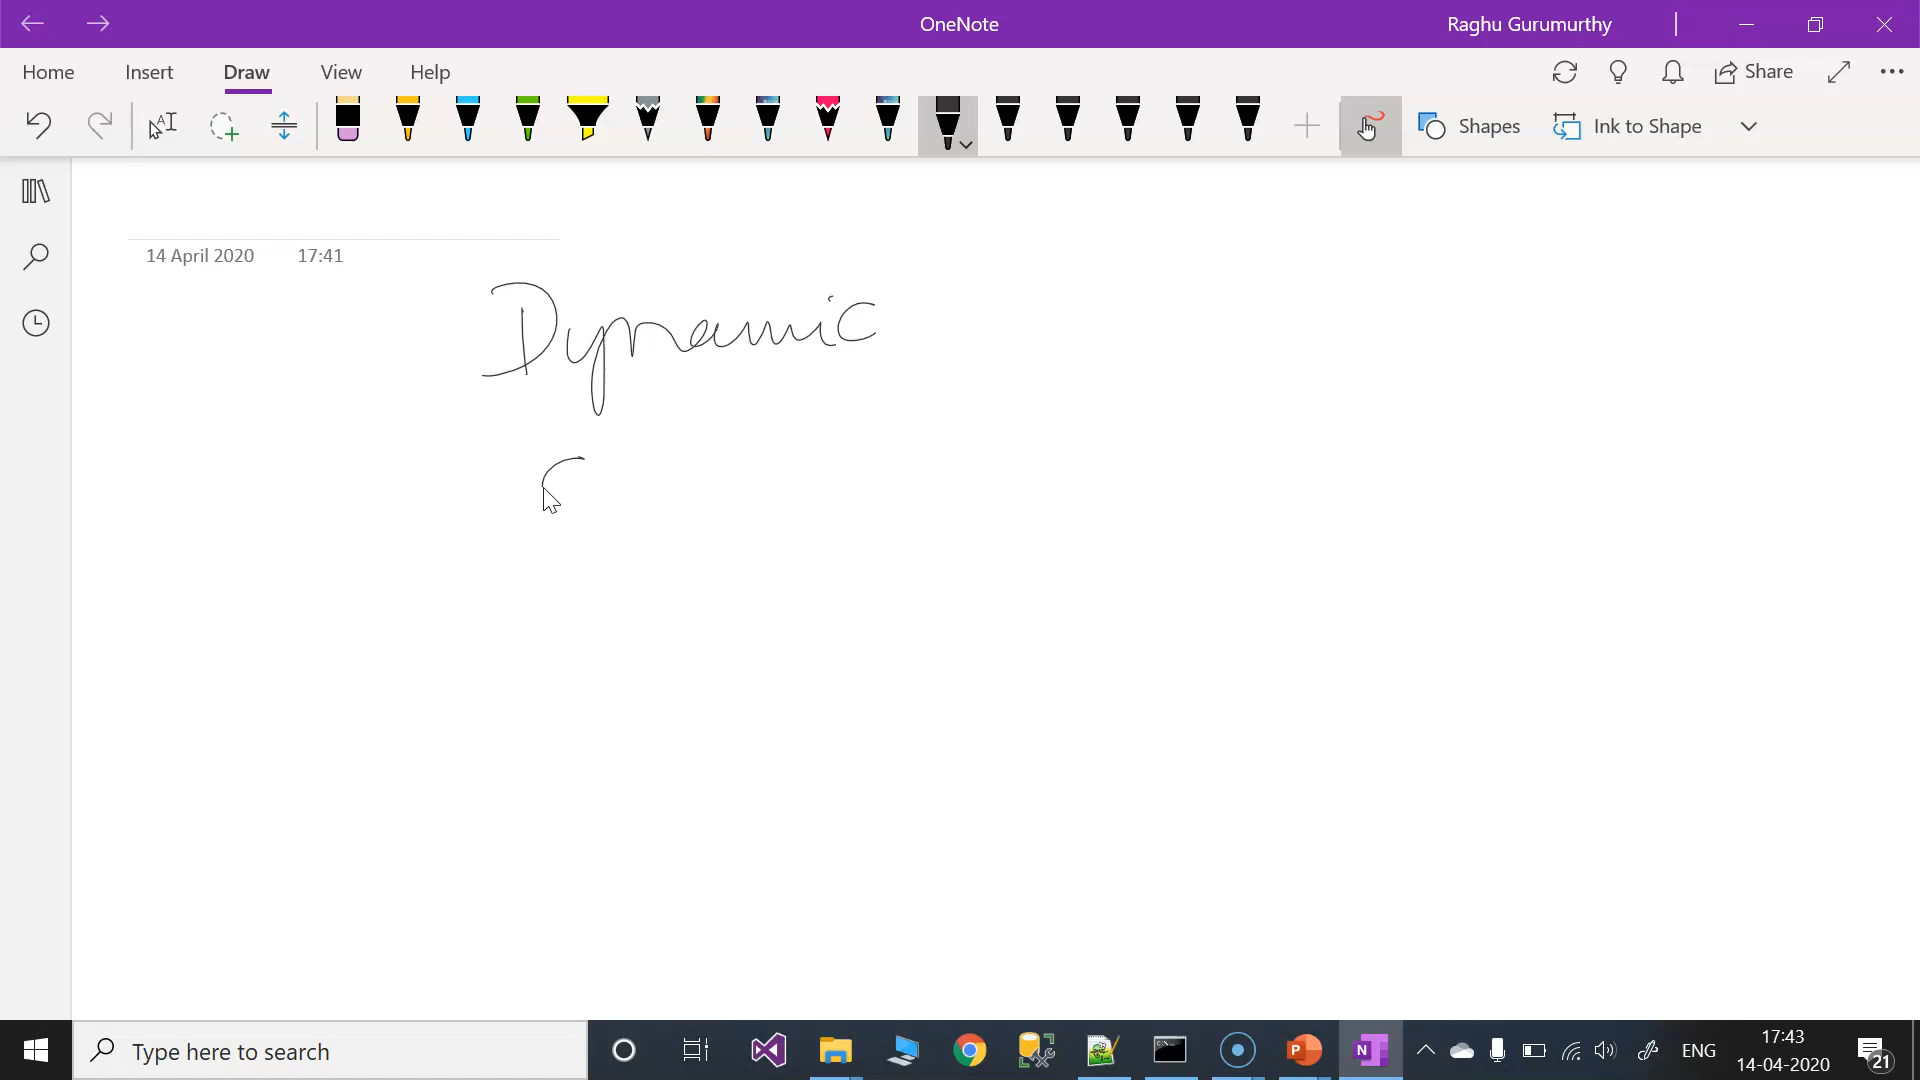 OneNote
Raghu Gurumurthy
Home Insert Draw View Help
Share
Shapes
Ink to Shape
14 April 2020 17:41
Dynamic
Type here to search
ENG
17:43
14-04-2020
21